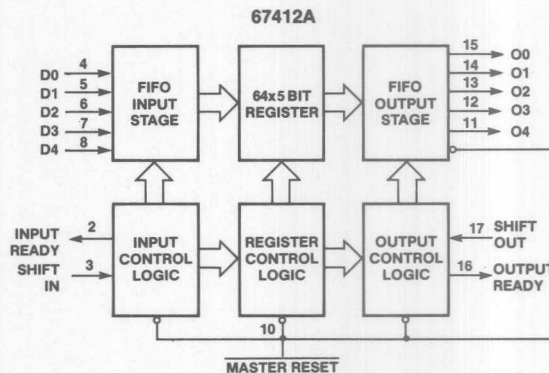 67412A
D0 4
D1 5
D2 6
D3 7
D4 8
FIFO
INPUT
STAGE
64x5 BIT
REGISTER
FIFO
OUTPUT
STAGE
15 O0
14 O1
13 O2
12 O3
11 O4
INPUT
READY
2
SHIFT
IN
3
INPUT
CONTROL
LOGIC
REGISTER
CONTROL
LOGIC
OUTPUT
CONTROL
LOGIC
17 SHIFT
OUT
16 OUTPUT
READY
10
MASTER RESET